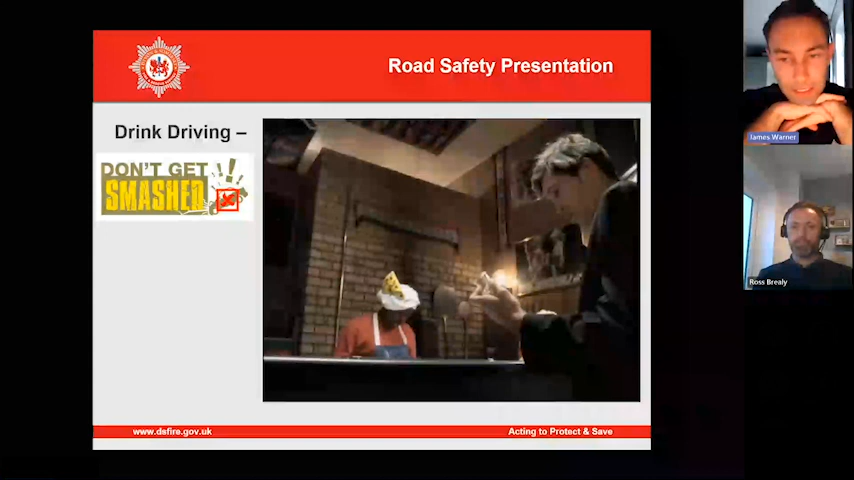 Road Safety Presentation
Drink Driving –
DON'T GET
SMASHED
www.dsfire.gov.uk
Acting to Protect & Save
James Warner
Ross Brealy